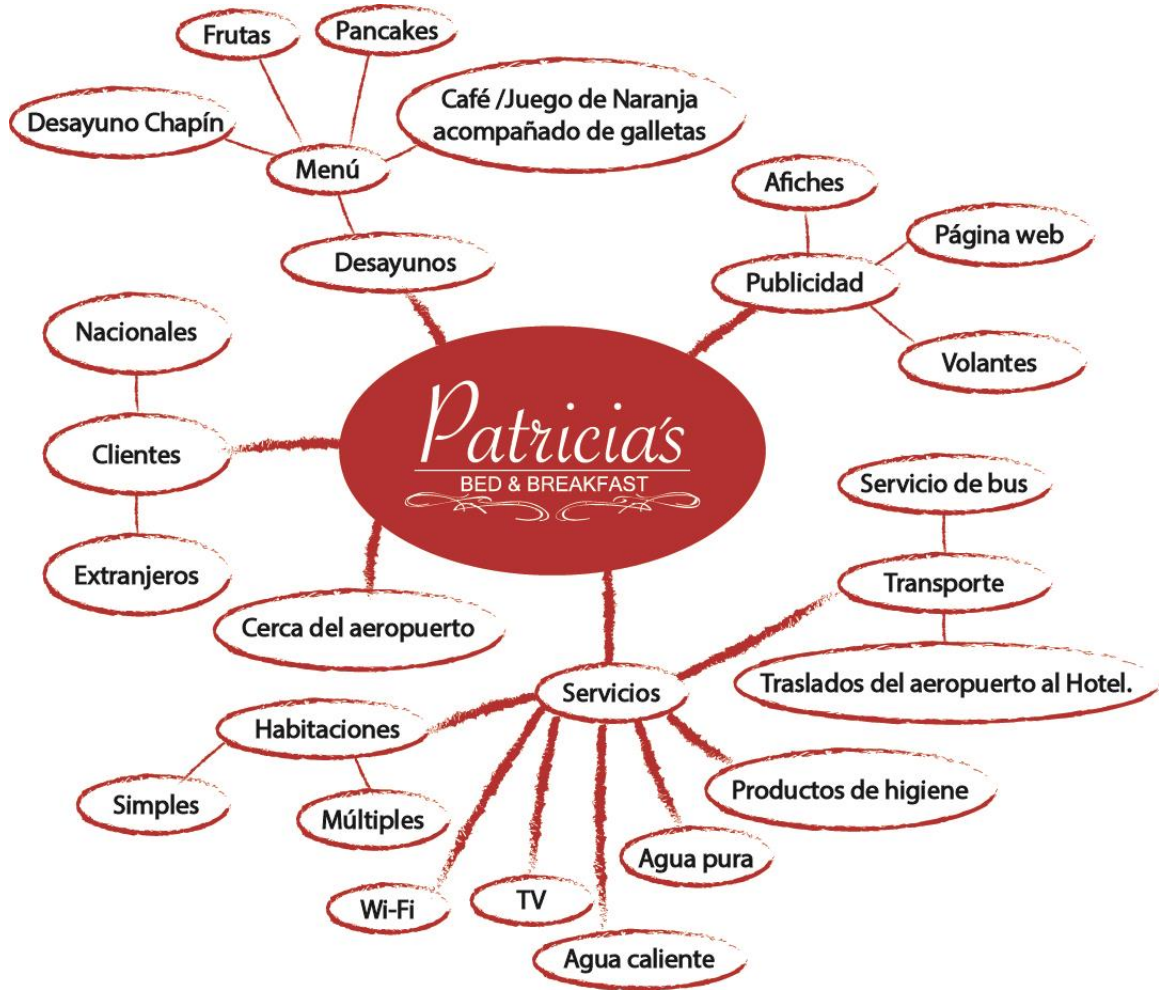 Frutas
Pancakes
Desayuno Chapín
Café /Juego de Naranja
acompañado de galletas
Menú
Desayunos
Afiches
Página web
Publicidad
Volantes
Nacionales
Clientes
Extranjeros
Patricia's
BED & BREAKFAST
Cerca del aeropuerto
Servicio de bus
Transporte
Traslados del aeropuerto al Hotel.
Servicios
Habitaciones
Simples
Múltiples
Wi-Fi
TV
Agua caliente
Agua pura
Productos de higiene